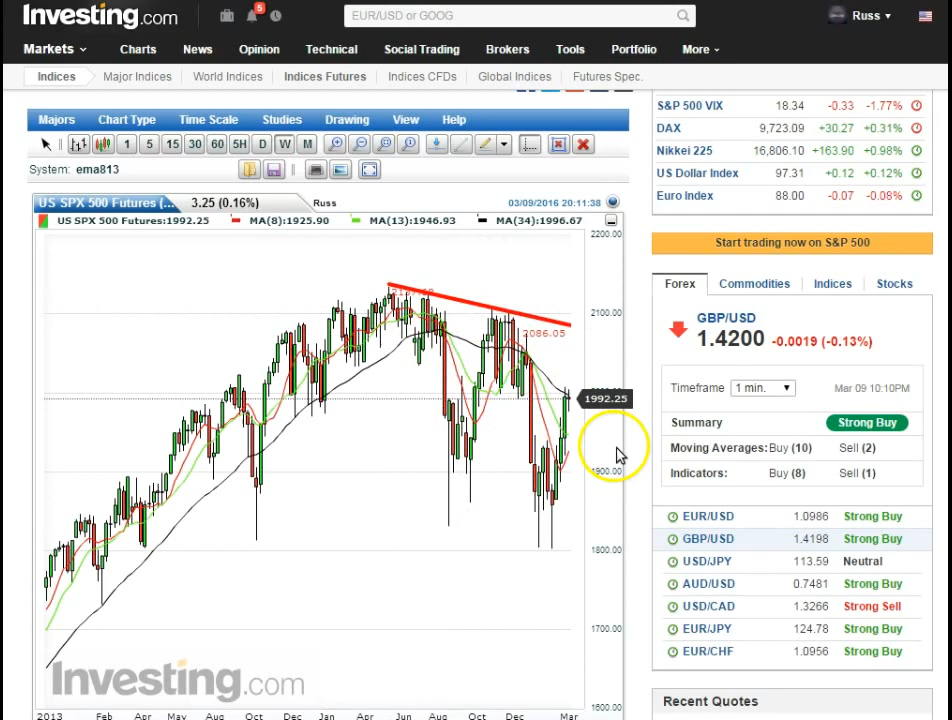 Investing.com
5
EUR/USD or GOOG
Russ
Markets Charts News Opinion Technical Social Trading Brokers Tools Portfolio More
Indices Major Indices World Indices Indices Futures Indices CFDs Global Indices Futures Spec.
Majors Chart Type Time Scale Studies Drawing View Help
1 5 15 30 60 5H D W M
System: ema813
US SPX 500 Futures (... 3.25 (0.16%) Russ 03/09/2016 20:11:38
US SPX 500 Futures:1992.25 MA(8):1925.90 MA(13):1946.93 MA(34):1996.67
2200.00
2100.00
2086.05
1992.25
1900.00
1800.00
1700.00
1600.00
Investing.com
2013 Feb Apr May Aug Oct Dec Jan Apr Jun Aug Oct Dec Mar
S&P 500 VIX 18.34 -0.33 -1.77%
DAX 9,723.09 +30.27 +0.31%
Nikkei 225 16,806.10 +163.90 +0.98%
US Dollar Index 97.31 +0.12 +0.12%
Euro Index 88.00 -0.07 -0.08%
Start trading now on S&P 500
Forex Commodities Indices Stocks
GBP/USD
1.4200 -0.0019 (-0.13%)
Timeframe 1 min. Mar 09 10:10PM
Summary Strong Buy
Moving Averages: Buy (10) Sell (2)
Indicators: Buy (8) Sell (1)
EUR/USD 1.0986 Strong Buy
GBP/USD 1.4198 Strong Buy
USD/JPY 113.59 Neutral
AUD/USD 0.7481 Strong Buy
USD/CAD 1.3266 Strong Sell
EUR/JPY 124.78 Strong Buy
EUR/CHF 1.0956 Strong Buy
Recent Quotes